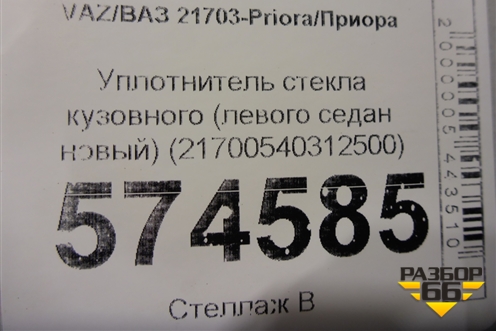 VAZ/ВАЗ 21703-Priora/Приора
Уплотнитель стекла
кузовного (левого седан
новый) (21700540312500)
574585
Стеллаж В
2000005443510
РАЗБОР
66